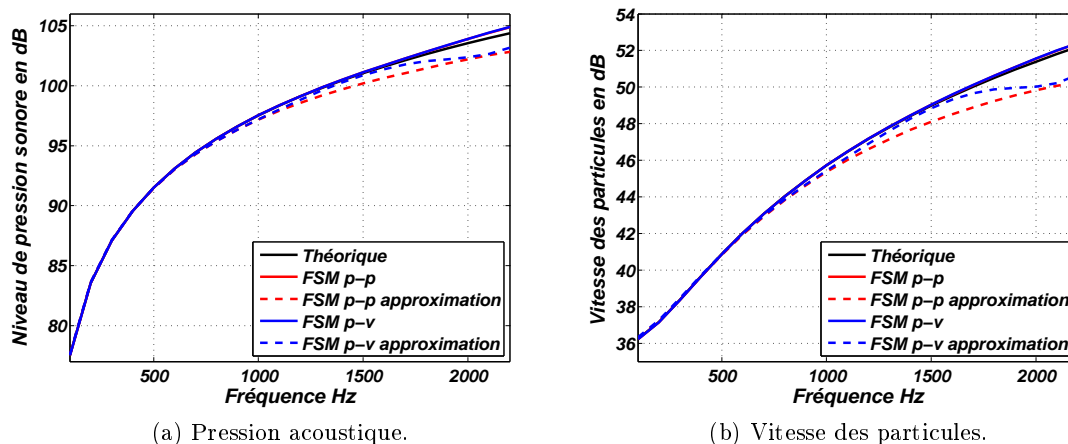 Niveau de pression sonore en dB
105
100
95
90
85
80
500
1000
1500
2000
Fréquence Hz
Théorique
FSM p-p
FSM p-p approximation
FSM p-v
FSM p-v approximation
(a) Pression acoustique.
Vitesse des particules en dB
54
52
50
48
46
44
42
40
38
36
500
1000
1500
2000
Fréquence Hz
Théorique
FSM p-p
FSM p-p approximation
FSM p-v
FSM p-v approximation
(b) Vitesse des particules.